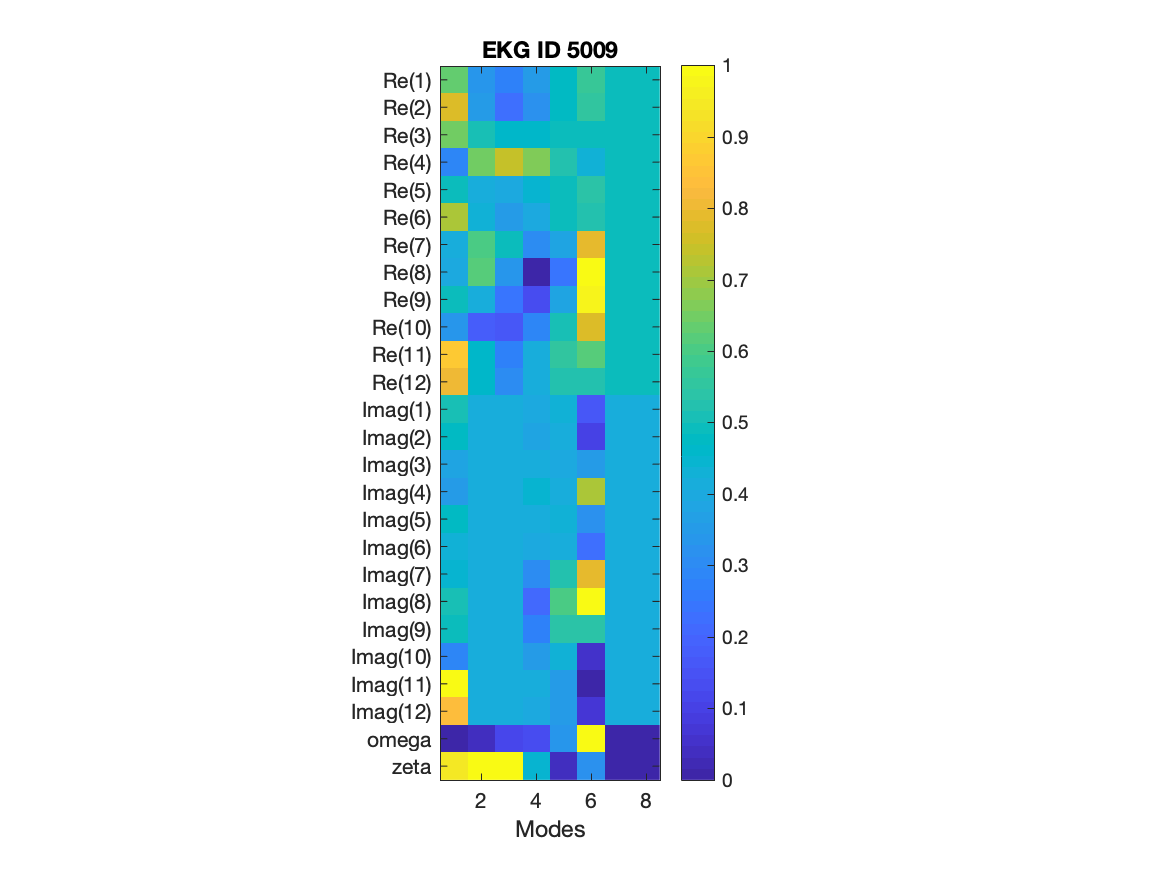 EKG ID 5009
Re(1)
Re(2)
Re(3)
Re(4)
Re(5)
Re(6)
Re(7)
Re(8)
Re(9)
Re(10)
Re(11)
Re(12)
Imag(1)
Imag(2)
Imag(3)
Imag(4)
Imag(5)
Imag(6)
Imag(7)
Imag(8)
Imag(9)
Imag(10)
Imag(11)
Imag(12)
omega
zeta
2 4 6 8
Modes
1
0.9
0.8
0.7
0.6
0.5
0.4
0.3
0.2
0.1
0